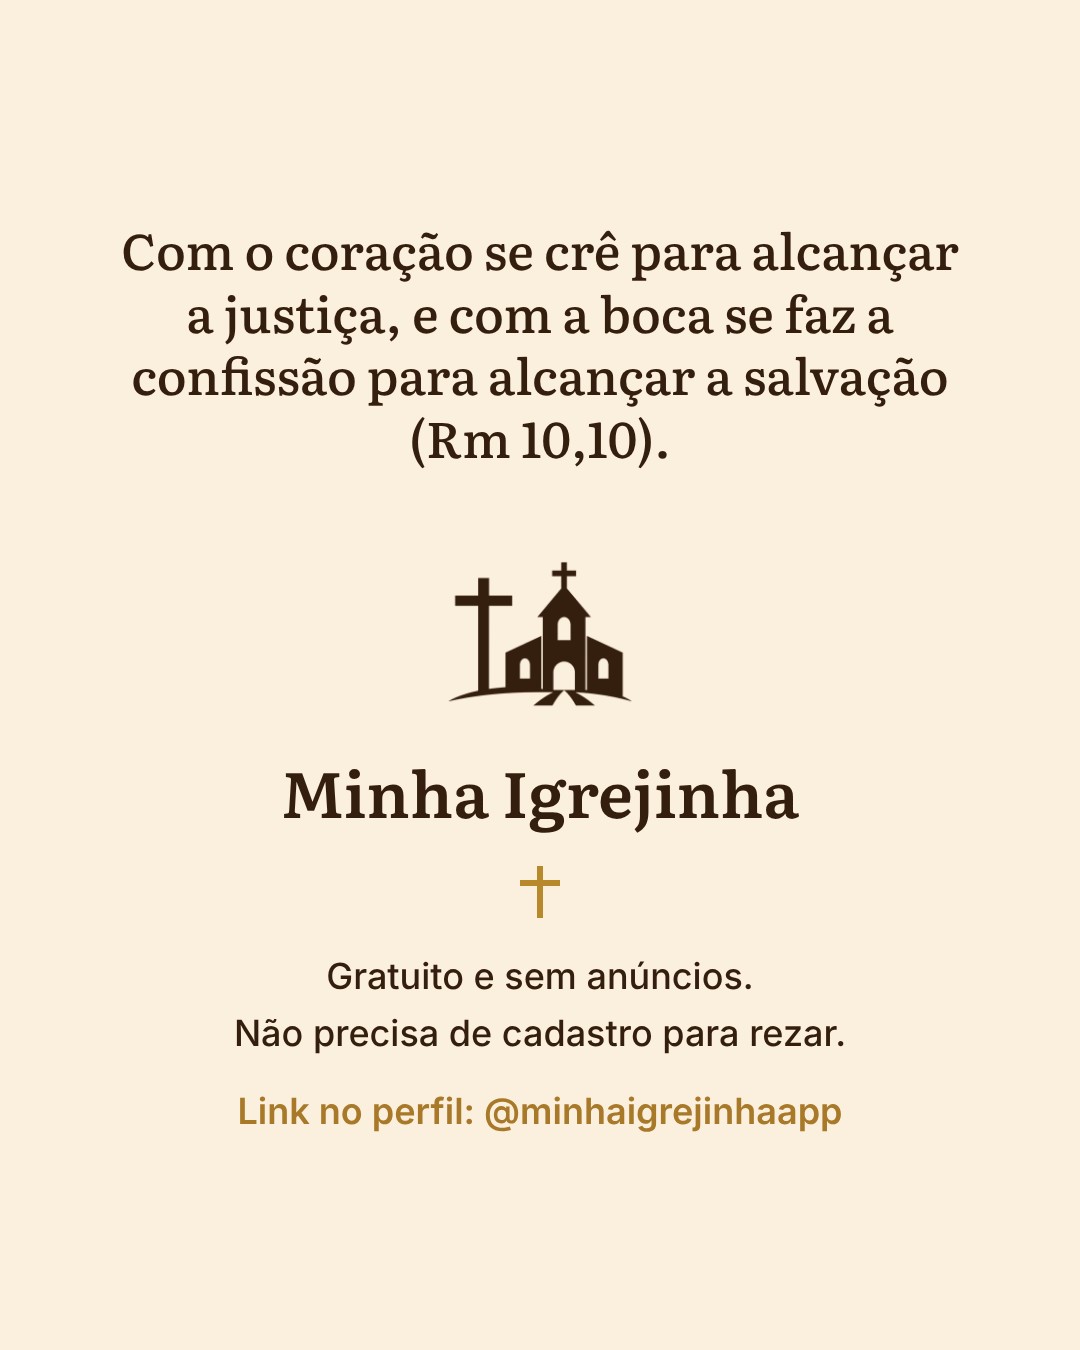 Com o coração se crê para alcançar
a justiça, e com a boca se faz a
confissão para alcançar a salvação
(Rm 10,10).
Minha Igrejinha
Gratuito e sem anúncios.
Não precisa de cadastro para rezar.
Link no perfil: @minhaigrejinhaapp